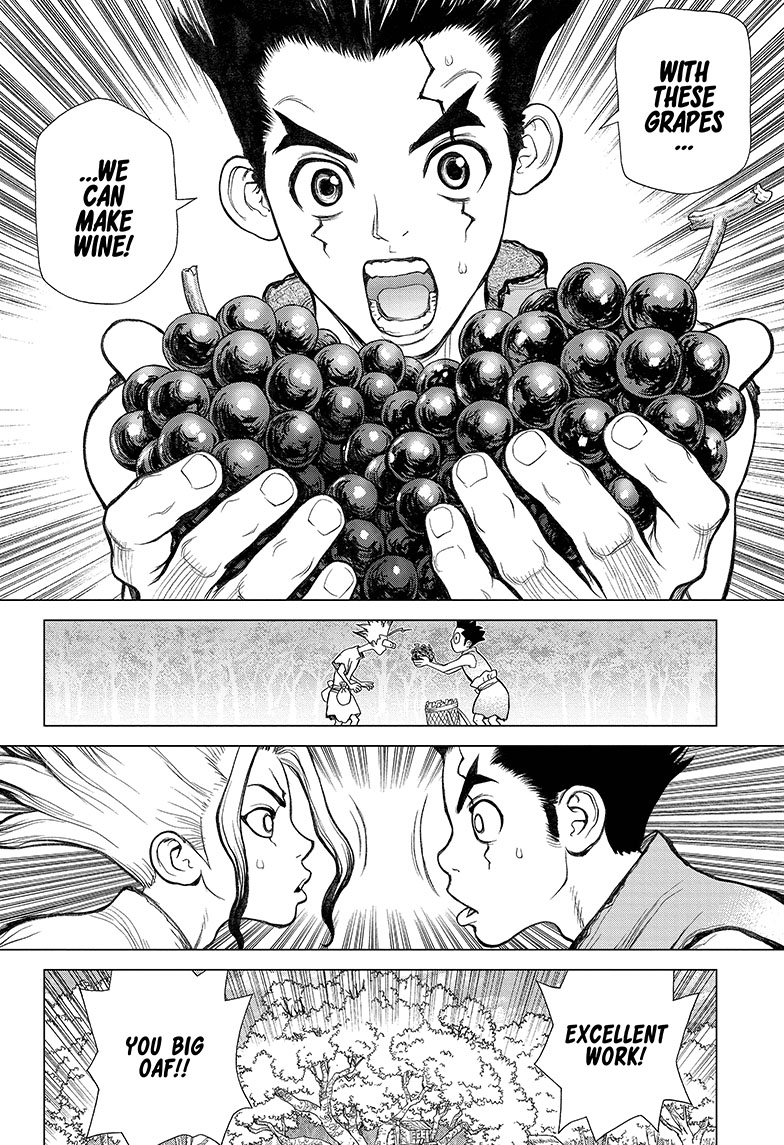 WITH
THESE
GRAPES
...
...WE
CAN
MAKE
WINE!
EXCELLENT
WORK!
YOU BIG
OAF!!